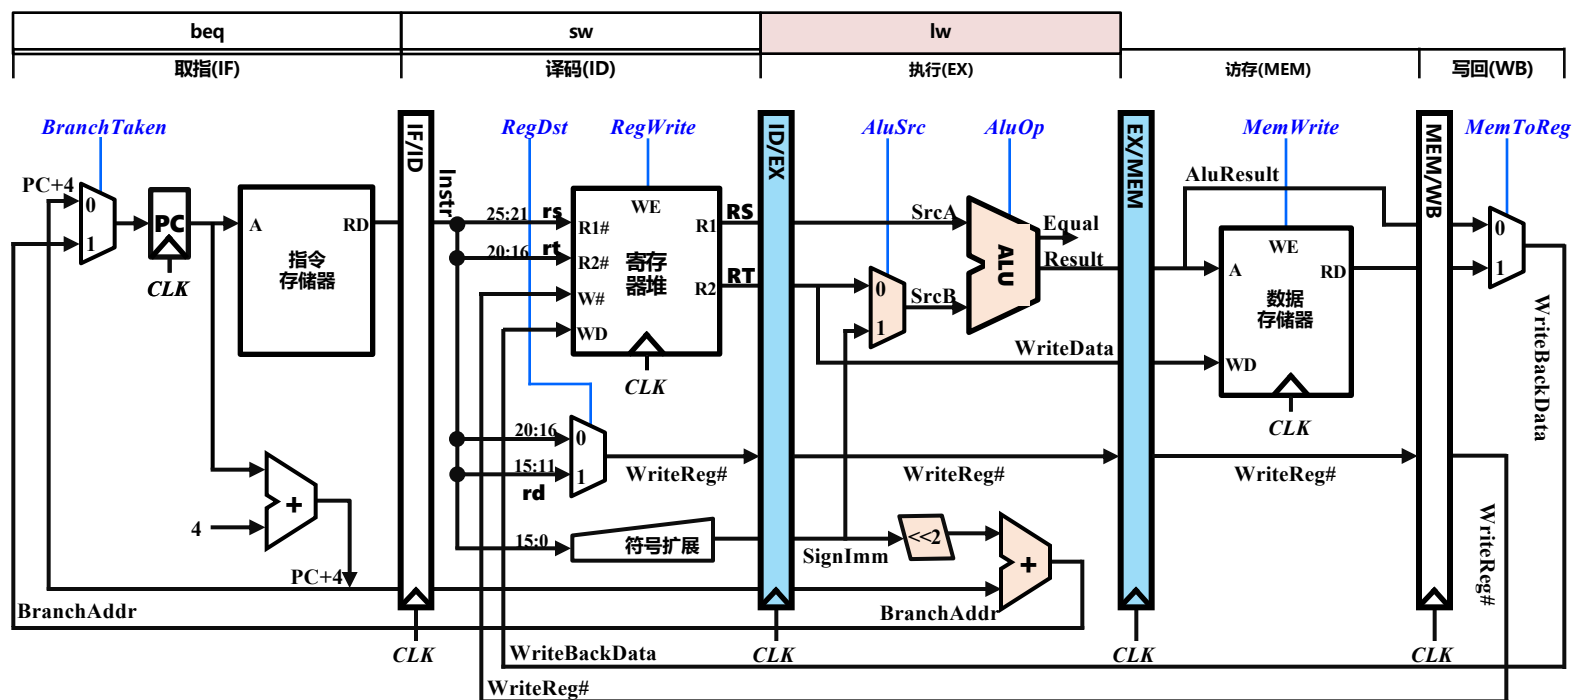 beq sw lw
取指(IF) 译码(ID) 执行(EX) 访存(MEM) 写回(WB)
BranchTaken RegDst RegWrite AluSrc AluOp MemWrite MemToReg
IF/ID ID/EX EX/MEM MEM/WB
PC+4 0 1
PC
CLK
A RD
指令
存储器
Instr
25:21 rs
20:16 rt
WE
R1# R1
R2# R2
W#
WD
寄存
器堆
CLK
RS
RT
SrcA
0 1
SrcB
ALU
Equal
Result
WriteData
AluResult
WE
A RD
数据
存储器
WD
CLK
0
1
WriteBackData
20:16 0
15:11 1
rd
WriteReg# WriteReg# WriteReg#
WriteReg#
4
+
PC+4
15:0
符号扩展
SignImm
<<2
+
BranchAddr BranchAddr
CLK CLK CLK CLK
WriteBackData
WriteReg#